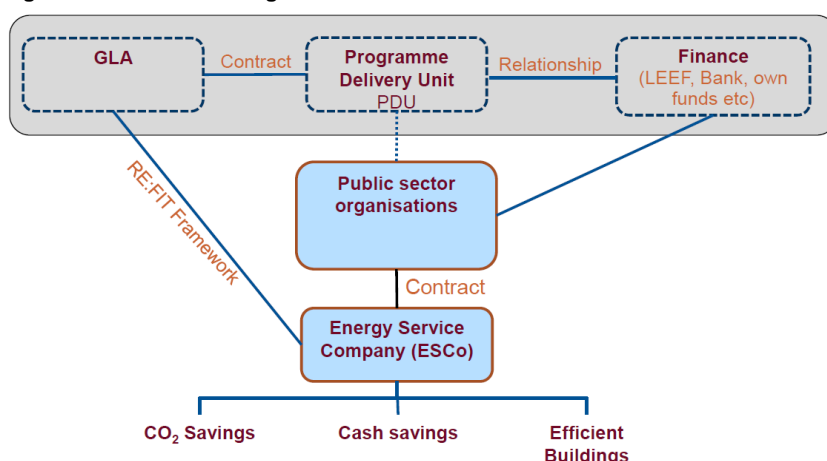 GLA
Contract
Programme
Delivery Unit
PDU
Relationship
Finance
(LEEF, Bank, own
funds etc)
Public sector
organisations
RE:FIT Framework
Contract
Energy Service
Company (ESCo)
CO₂ Savings
Cash savings
Efficient
Buildings